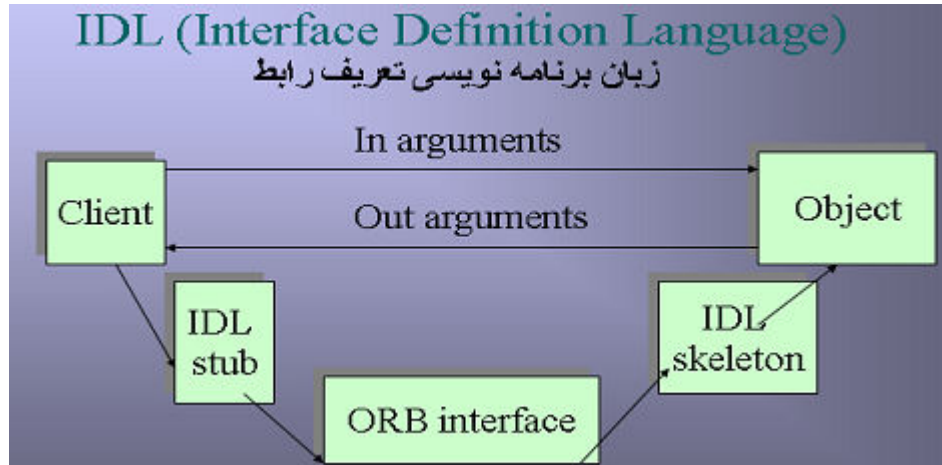 IDL (Interface Definition Language)
زبان برنامه نویسی تعریف رابط
In arguments
Client
Object
Out arguments
IDL
stub
IDL
skeleton
ORB interface